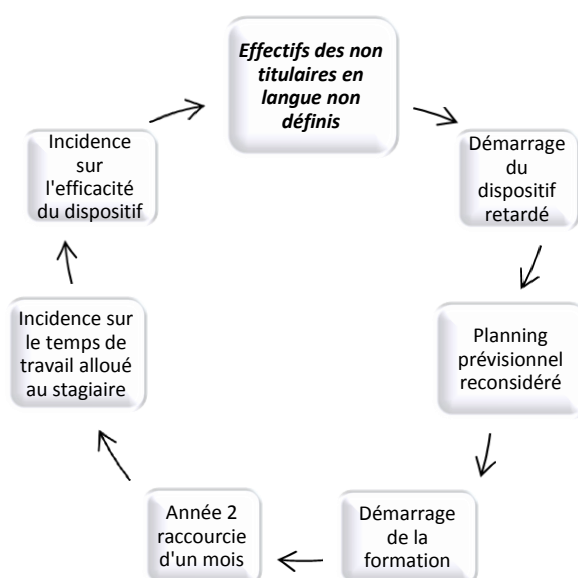 Effectifs des non
titulaires en
langue non
définis
Démarrage
du
dispositif
retardé
Planning
prévisionnel
reconsidéré
Démarrage
de la
formation
Année 2
raccourcie
d'un mois
Incidence sur
le temps de
travail alloué
au stagiaire
Incidence
sur
l'efficacité
du dispositif